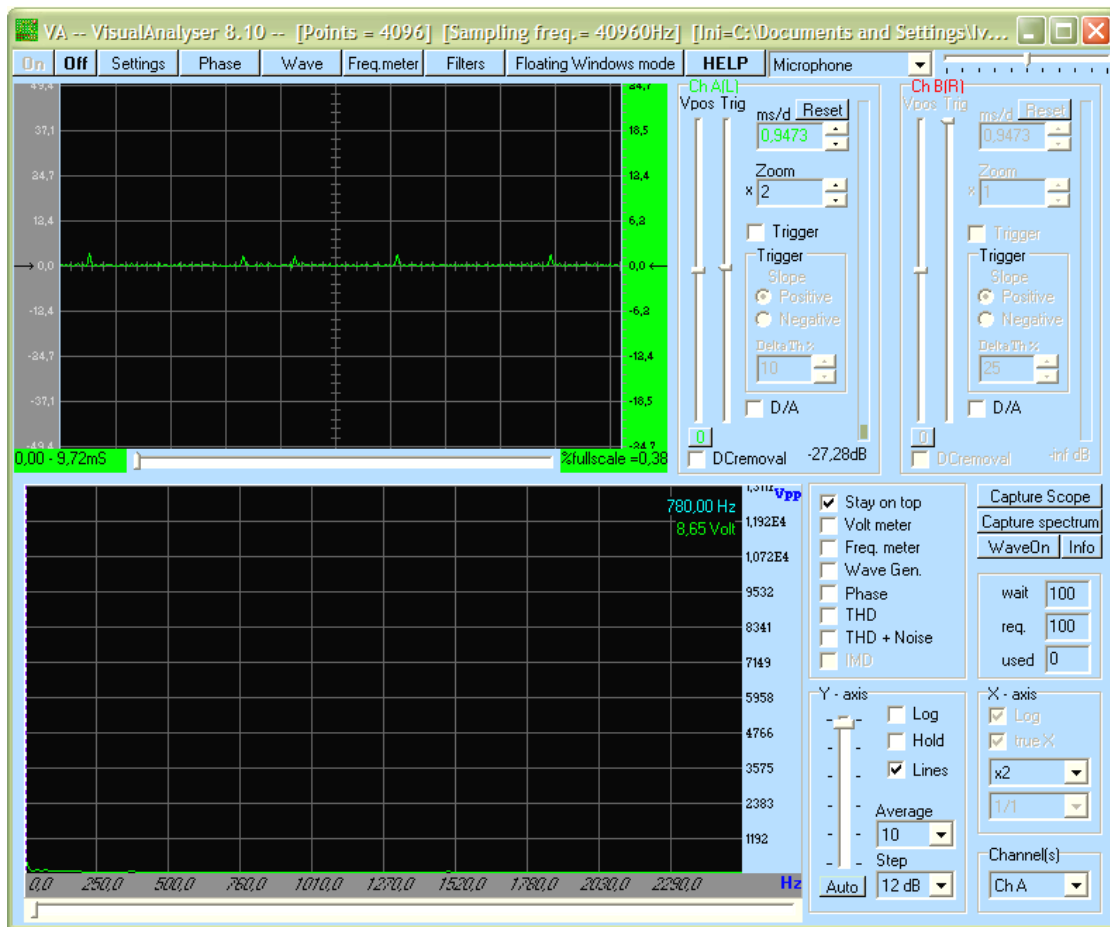 VA -- VisualAnalyser 8.10 -- [Points = 4096] [Sampling freq.= 40960Hz] [Ini=C:\Documents and Settings\Iv...
On Off Settings Phase Wave Freq.meter Filters Floating Windows mode HELP Microphone
49,4
37,1
24,7
12,4
0,0
-12,4
-24,7
-37,1
-49,4
24,7
18,5
12,4
6,2
0,0
-6,2
-12,4
-18,5
-24,7
0,00 - 9,72mS
%fullscale =0,38
Ch A(L)
Vpos Trig
ms/d Reset
0,9473
Zoom
x 2
Trigger
Trigger
Slope
Positive
Negative
Delta Th %
10
D/A
0
DCremoval -27,28dB
Ch B(R)
Vpos Trig
ms/d Reset
0,9473
Zoom
x 1
Trigger
Trigger
Slope
Positive
Negative
Delta Th %
25
D/A
0
DCremoval -inf dB
780,00 Hz
8,65 Volt
Vpp
1,192E4
1,072E4
9532
8341
7149
5958
4766
3575
2383
1192
0,0 250,0 500,0 760,0 1010,0 1270,0 1520,0 1780,0 2030,0 2290,0 Hz
Stay on top
Volt meter
Freq. meter
Wave Gen.
Phase
THD
THD + Noise
IMD
Capture Scope
Capture spectrum
WaveOn Info
wait 100
req. 100
used 0
Y - axis
Log
Hold
Lines
Average
10
Step
Auto 12 dB
X - axis
Log
true X
x2
1/1
Channel(s)
Ch A